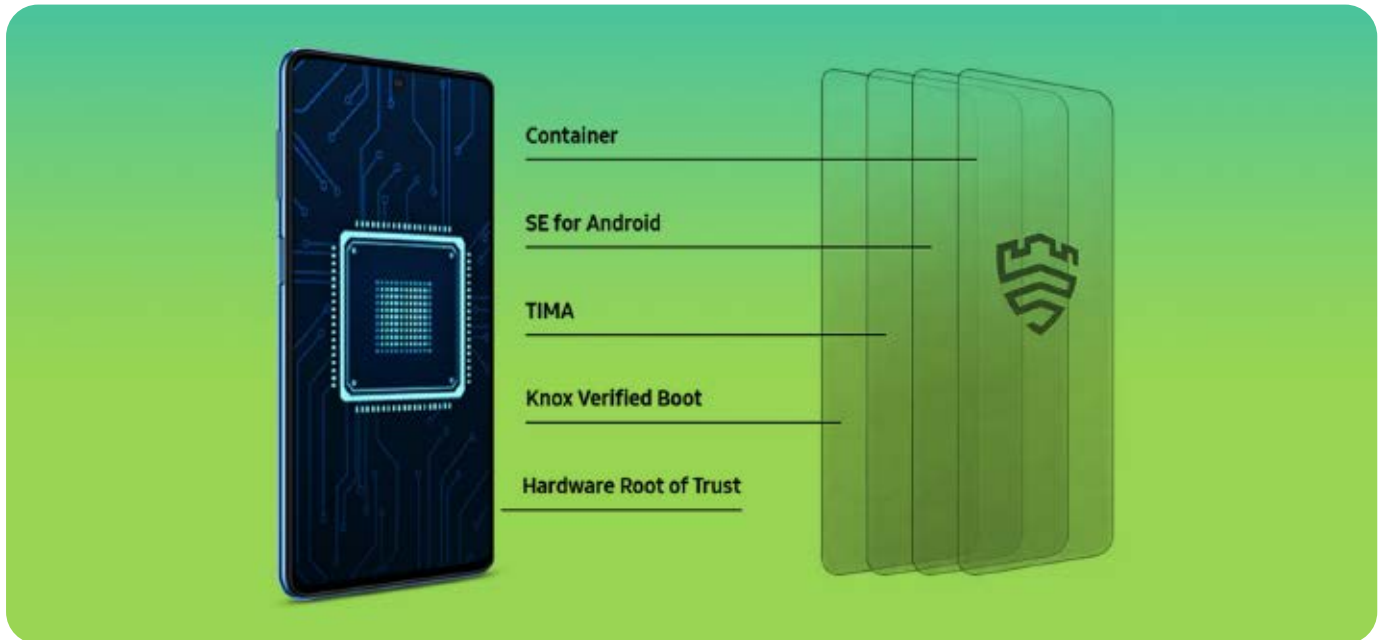 Container
SE for Android
TIMA
Knox Verified Boot
Hardware Root of Trust